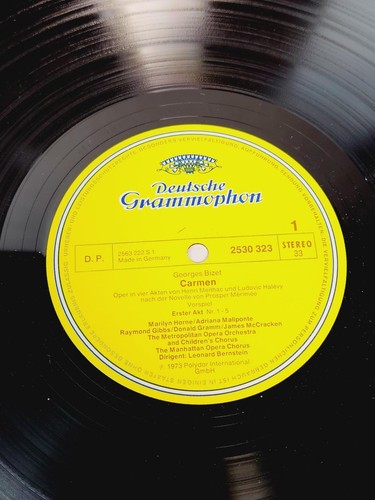 Deutsche
Grammophon
1
D.P.
Made in Germany
2530 323
STEREO
33
Georges Bizet
Carmen
Oper in vier Akten von Henri Meilhac und Ludovic Halévy
nach der Novelle von Prosper Mérimée
Vorspiel
Erster Akt: Nr. 1 - 5
Marilyn Horne/Adriana Maliponte
Raymond Gibbs/Donald Gramm/James McCracken
The Metropolitan Opera Orchestra
and Children's Chorus
The Manhattan Opera Chorus
Dirigent: Leonard Bernstein
℗ 1973 Polydor International
GmbH